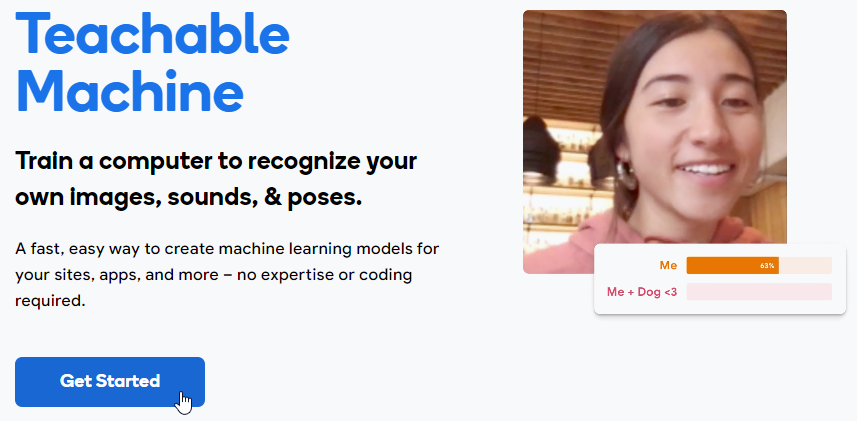 Teachable
Machine
Train a computer to recognize your
own images, sounds, & poses.
A fast, easy way to create machine learning models for
your sites, apps, and more – no expertise or coding
required.
Get Started
Me 63%
Me + Dog <3